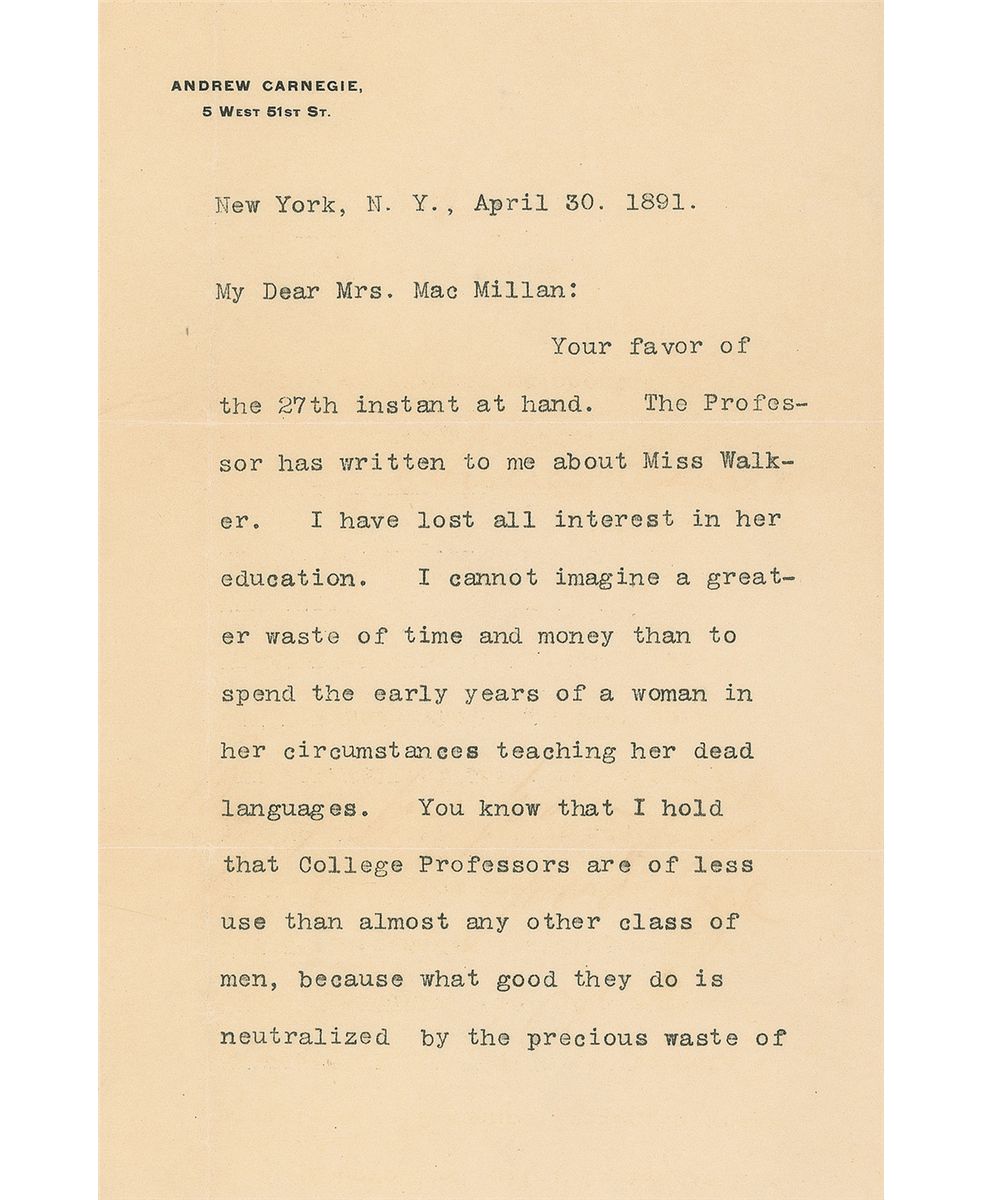 ANDREW CARNEGIE,
5 WEST 51ST ST.
New York, N. Y., April 30. 1891.
My Dear Mrs. Mac Millan:
Your favor of
the 27th instant at hand. The Profes-
sor has written to me about Miss Walk-
er. I have lost all interest in her
education. I cannot imagine a great-
er waste of time and money than to
spend the early years of a woman in
her circumstances teaching her dead
languages. You know that I hold
that College Professors are of less
use than almost any other class of
men, because what good they do is
neutralized by the precious waste of